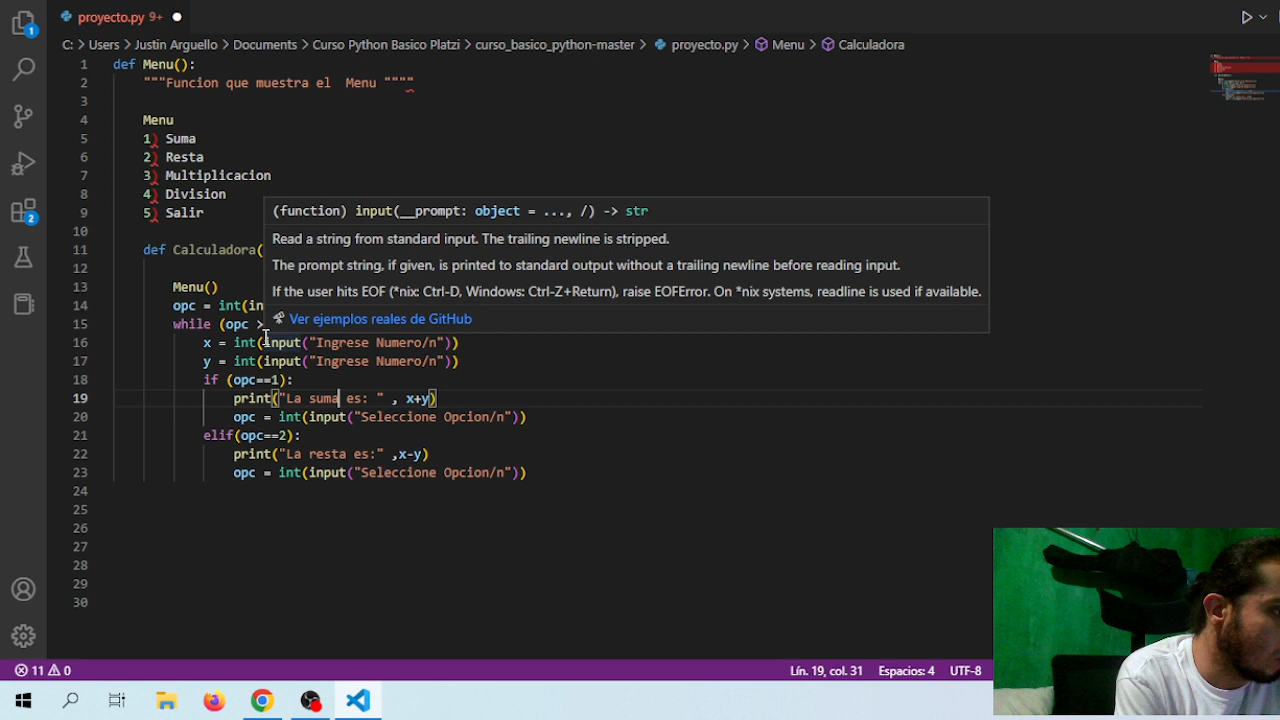 proyecto.py 9+
C: > Users > Justin Arguello > Documents > Curso Python Basico Platzi > curso_basico_python-master > proyecto.py > Menu > Calculadora
1 def Menu():
2 """Funcion que muestra el Menu """"
3
4 Menu
5 1) Suma
6 2) Resta
7 3) Multiplicacion
8 4) Division
9 5) Salir
10
11 def Calculadora(
12
13 Menu()
14 opc = int(in
15 while (opc >
(function) input(__prompt: object = ..., /) -> str
Read a string from standard input. The trailing newline is stripped.
The prompt string, if given, is printed to standard output without a trailing newline before reading input.
If the user hits EOF (*nix: Ctrl-D, Windows: Ctrl-Z+Return), raise EOFError. On *nix systems, readline is used if available.
Ver ejemplos reales de GitHub
16 x = int(input("Ingrese Numero/n"))
17 y = int(input("Ingrese Numero/n"))
18 if (opc==1):
19 print("La suma es: " , x+y)
20 opc = int(input("Seleccione Opcion/n"))
21 elif(opc==2):
22 print("La resta es:" ,x-y)
23 opc = int(input("Seleccione Opcion/n"))
24
25
26
27
28
29
30
1
2
11 0
Lín. 19, col. 31 Espacios: 4 UTF-8